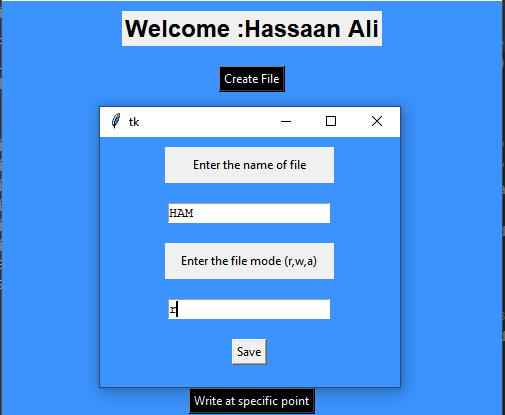 Welcome :Hassaan Ali
Create File
tk
Enter the name of file
HAM
Enter the file mode (r,w,a)
r
Save
Write at specific point